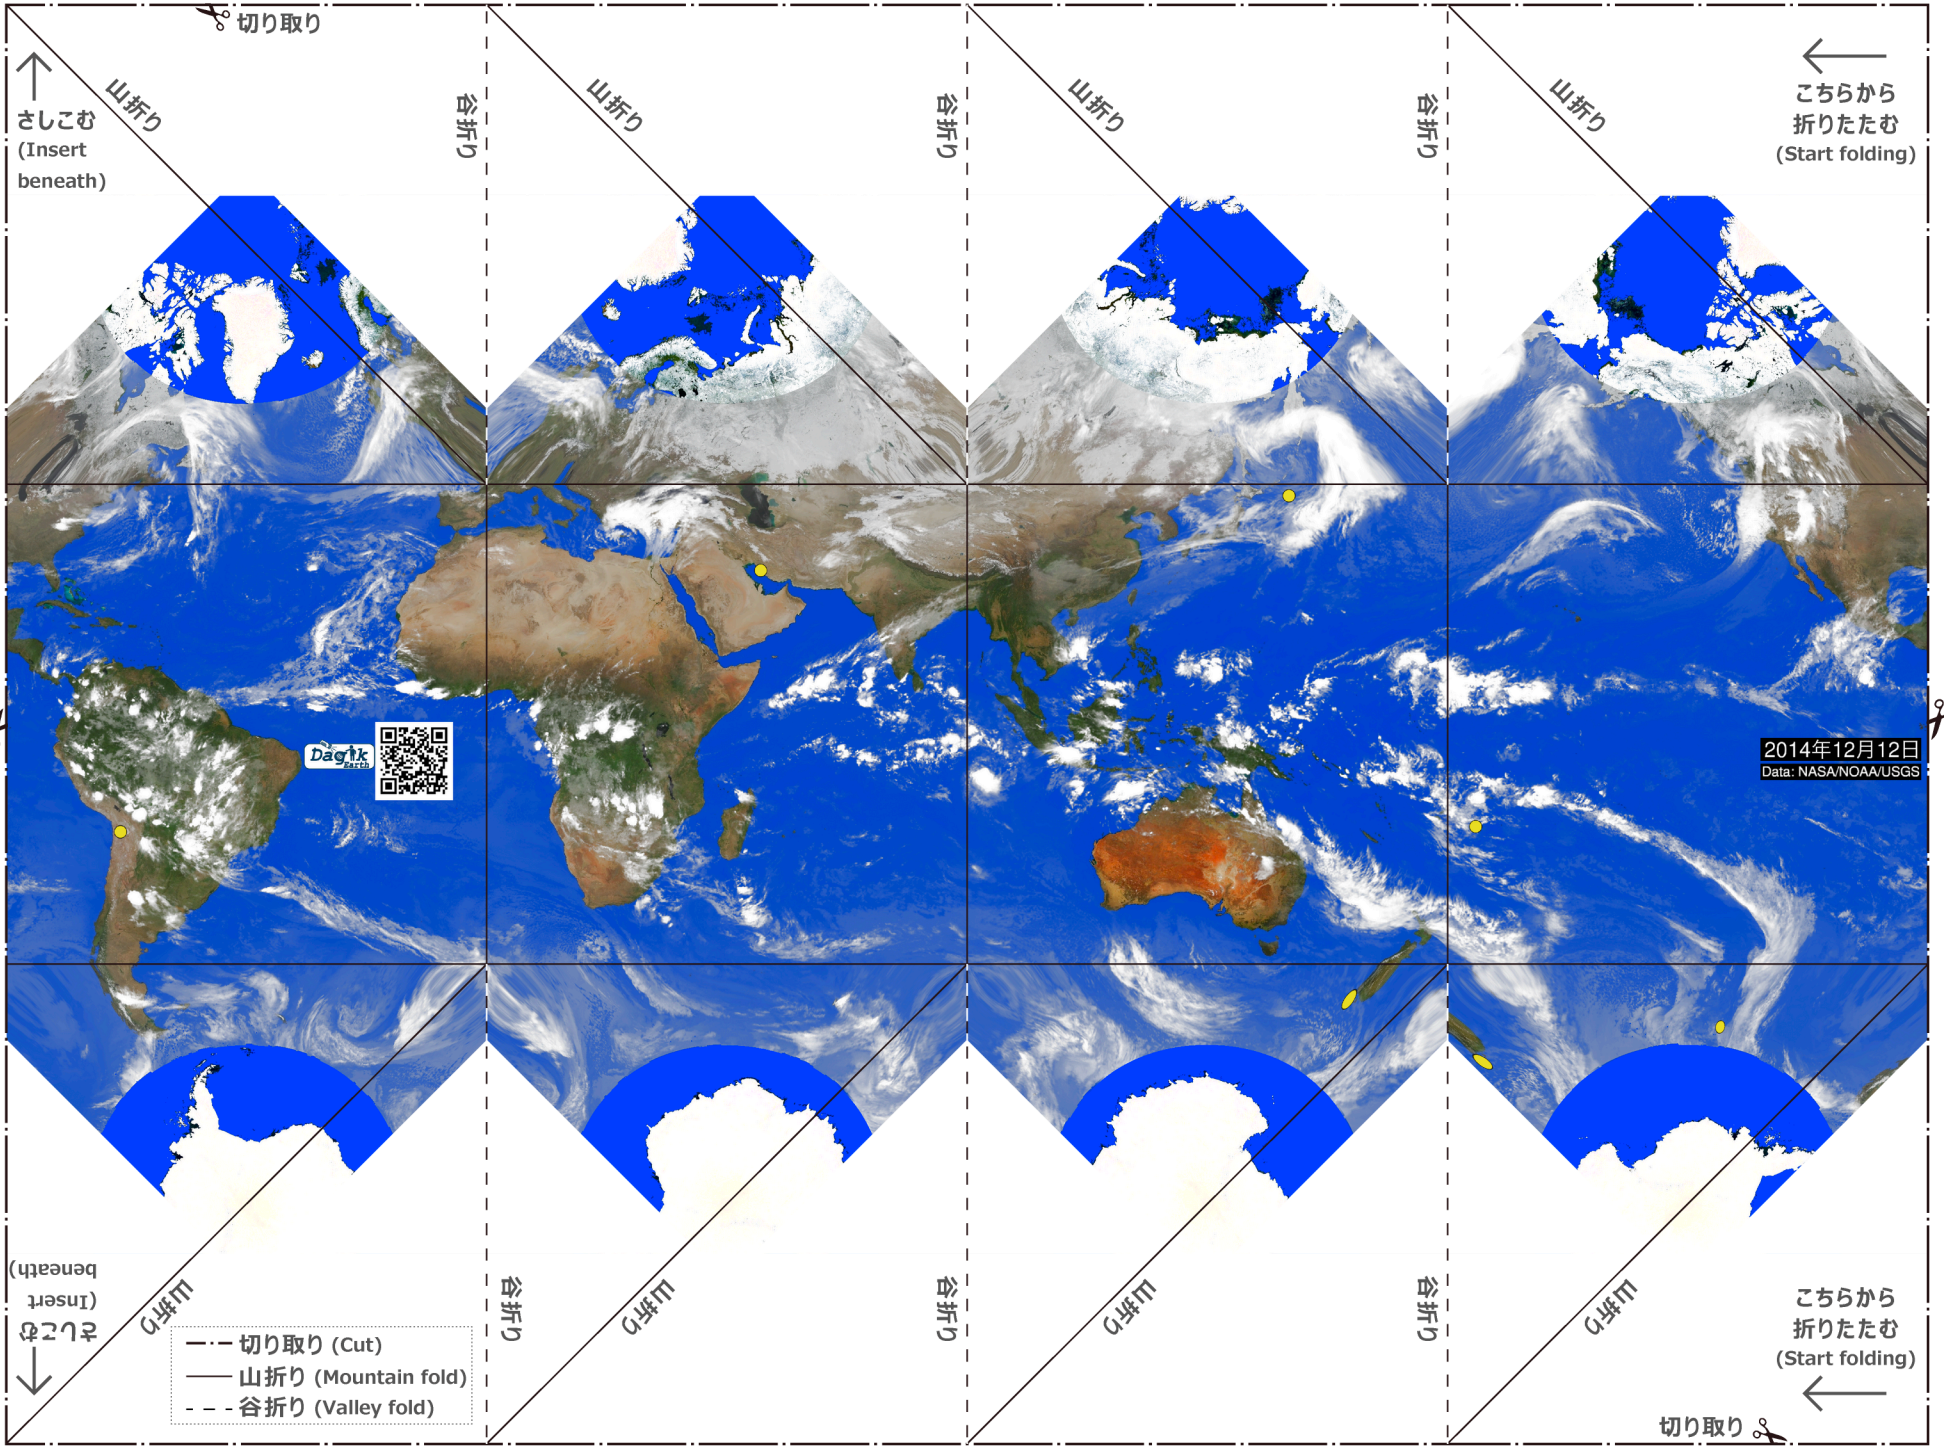 切り取り
さしこむ
(Insert
beneath)
山折り
谷折り
山折り
谷折り
山折り
谷折り
山折り
こちらから
折りたたむ
(Start folding)
Dagik
Earth
2014年12月12日
Data: NASA/NOAA/USGS
さしこむ
(Insert
beneath)
山折り
谷折り
山折り
谷折り
山折り
谷折り
山折り
こちらから
折りたたむ
(Start folding)
切り取り (Cut)
山折り (Mountain fold)
谷折り (Valley fold)
切り取り